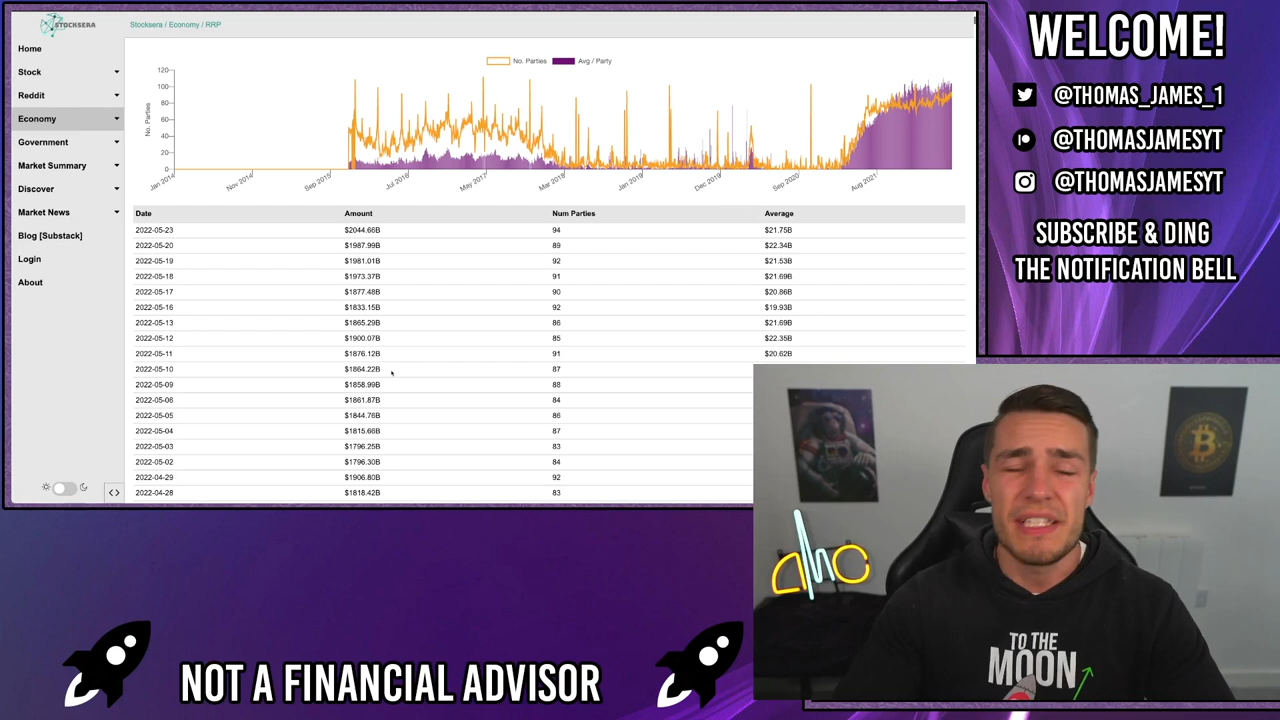 STOCKSERA
Stocksera / Economy / RRP
Home
Stock
Reddit
Economy
Government
Market Summary
Discover
Market News
Blog [Substack]
Login
About
No. Parties
Avg / Party
No. Parties
120
100
80
60
40
20
0
Jan 2014
Nov 2014
Sep 2015
Jul 2016
May 2017
Mar 2018
Jan 2019
Dec 2019
Sep 2020
Aug 2021
Date Amount Num Parties Average
2022-05-23 $2044.66B 94 $21.75B
2022-05-20 $1987.99B 89 $22.34B
2022-05-19 $1981.01B 92 $21.53B
2022-05-18 $1973.37B 91 $21.69B
2022-05-17 $1877.48B 90 $20.86B
2022-05-16 $1833.15B 92 $19.93B
2022-05-13 $1865.29B 86 $21.69B
2022-05-12 $1900.07B 85 $22.35B
2022-05-11 $1876.12B 91 $20.62B
2022-05-10 $1864.22B 87
2022-05-09 $1858.99B 88
2022-05-06 $1861.87B 84
2022-05-05 $1844.76B 86
2022-05-04 $1815.66B 87
2022-05-03 $1796.25B 83
2022-05-02 $1796.30B 84
2022-04-29 $1906.80B 92
2022-04-28 $1818.42B 83
WELCOME!
@THOMAS_JAMES_1
@THOMASJAMESYT
@THOMASJAMESYT
SUBSCRIBE & DING
THE NOTIFICATION BELL
TO THE
MOON
NOT A FINANCIAL ADVISOR